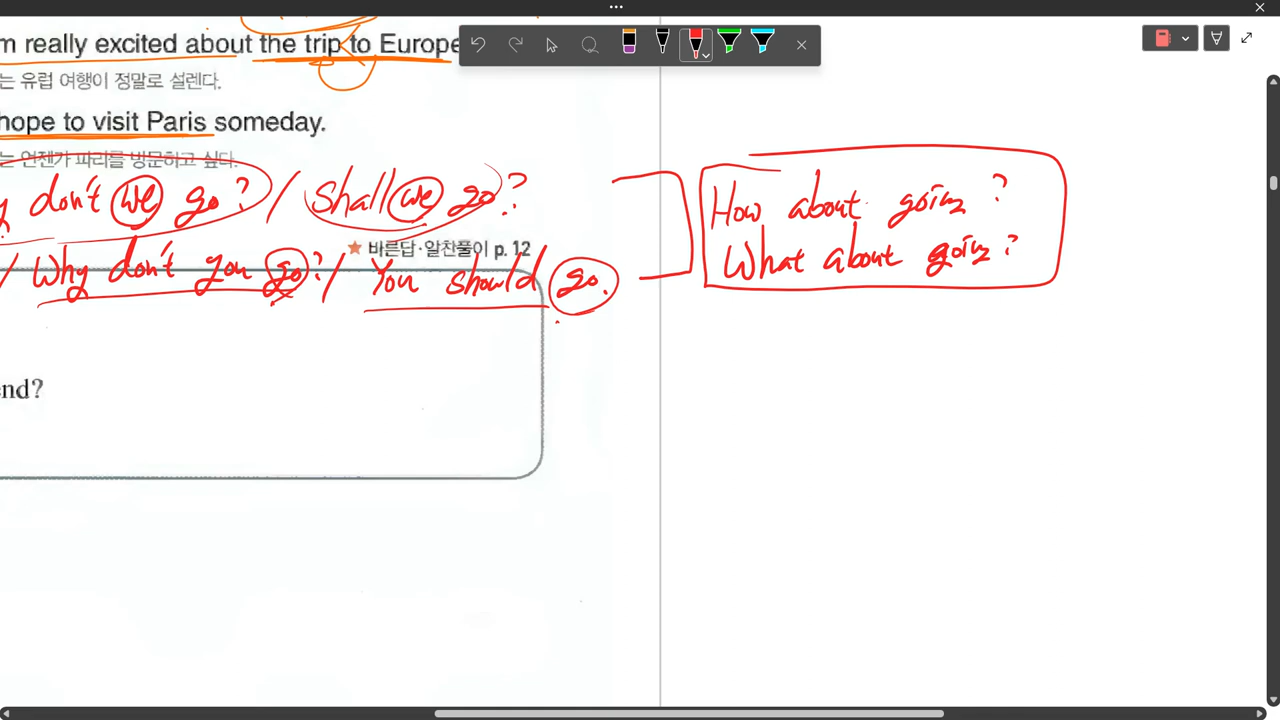 m really excited about the trip to Europe
는 유럽 여행이 정말로 설렌다.
hope to visit Paris someday.
는 언젠가 파리를 방문하고 싶다.
y don't we go? / Shall we go?
★ 바른답·알찬풀이 p. 12
/ Why don't you go? / You should go.
How about going?
What about going?
end?